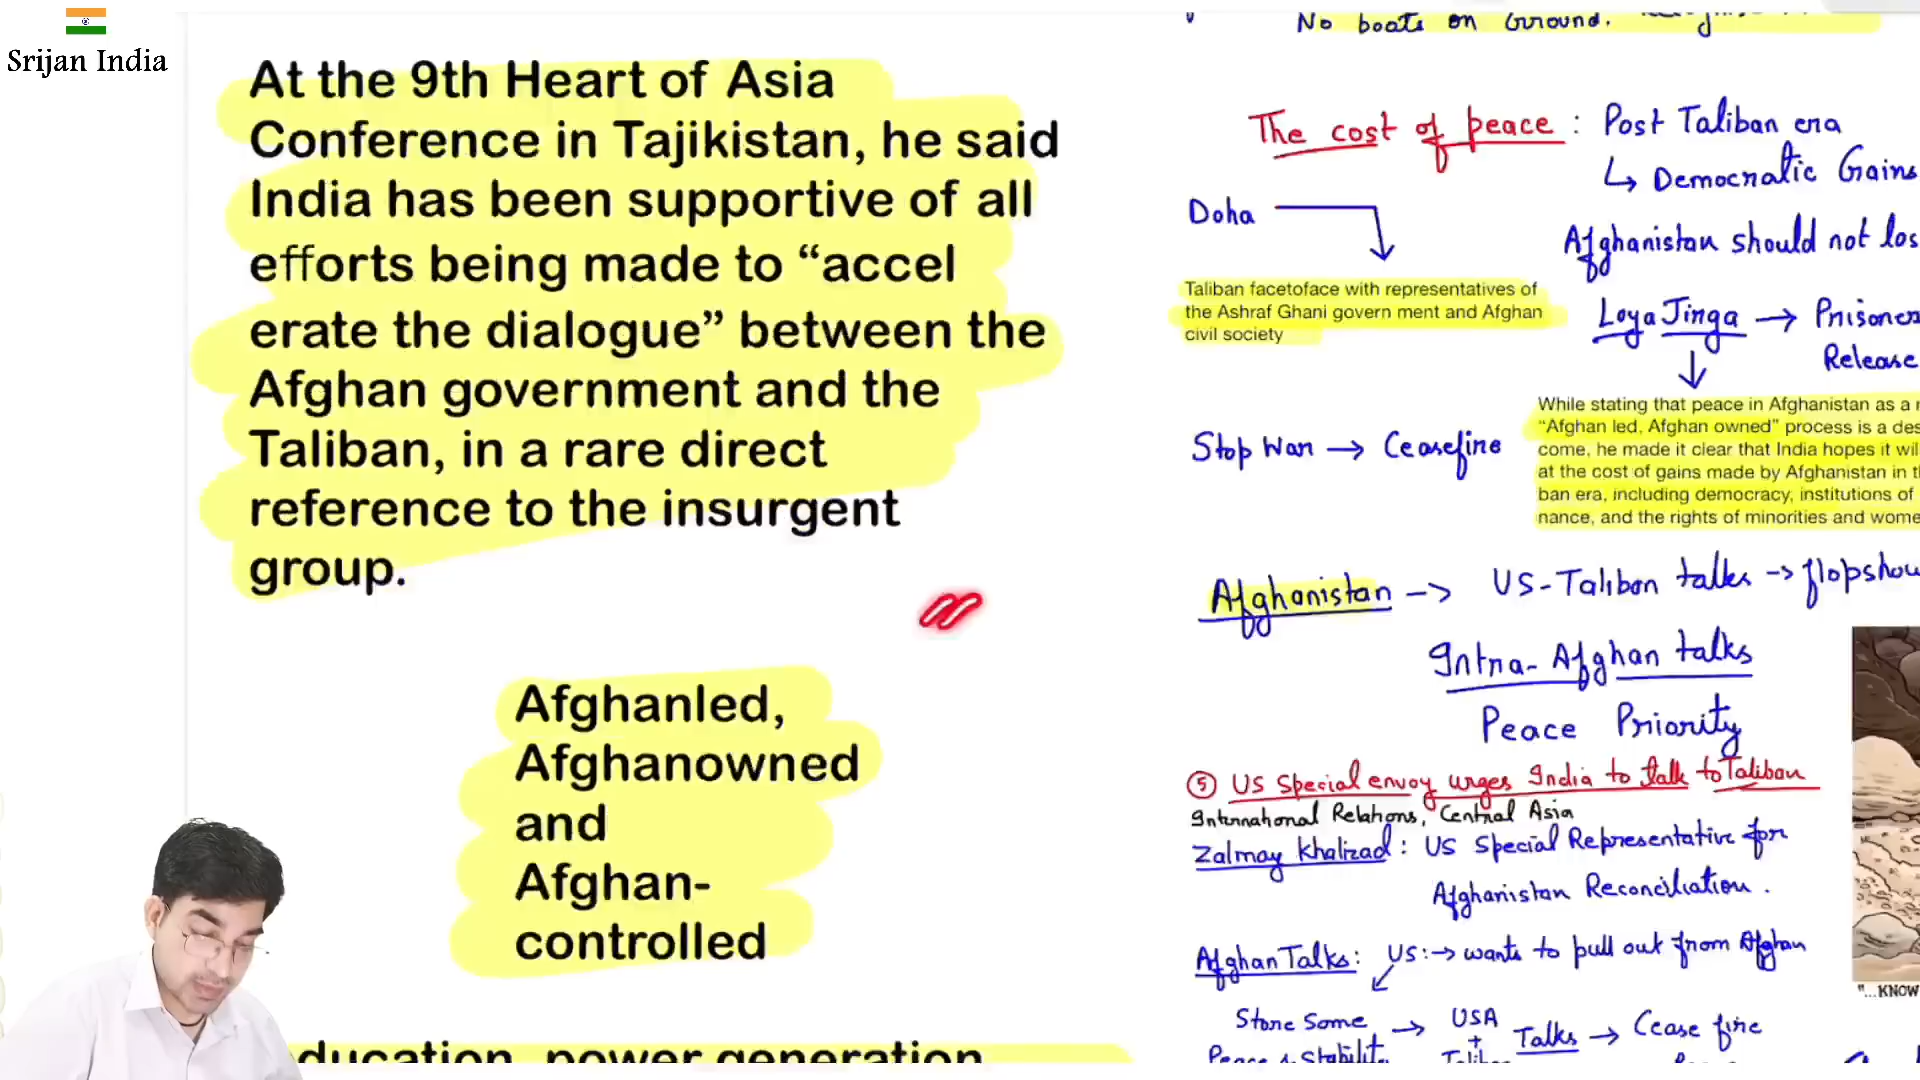 Srijan India
At the 9th Heart of Asia
Conference in Tajikistan, he said
India has been supportive of all
efforts being made to “accel
erate the dialogue” between the
Afghan government and the
Taliban, in a rare direct
reference to the insurgent
group.
Afghanled,
Afghanowned
and
Afghan-
controlled
ducation, power generation
No boats on Ground.
The cost of peace : Post Taliban era
↳ Democratic Gains
Doha
Afghanistan should not los
Taliban facetoface with representatives of
the Ashraf Ghani govern ment and Afghan
civil society
Loya Jirga → Prisoner
Release
Stop War → Ceasefire
While stating that peace in Afghanistan as a
“Afghan led, Afghan owned” process is a des
come, he made it clear that India hopes it wil
at the cost of gains made by Afghanistan in t
ban era, including democracy, institutions of
nance, and the rights of minorities and wome
Afghanistan → US-Taliban talks → flopshow
Intra-Afghan talks
Peace Priority
⑤ US Special envoy urges India to talk to Taliban
International Relations, Central Asia
Zalmay Khalizad : US Special Representative for
Afghanistan Reconciliation.
Afghan Talks : US :→ wants to pull out from Afghan
Store Some → USA Talks → Cease fire
+
Peace & Stabilit
"...KNOW